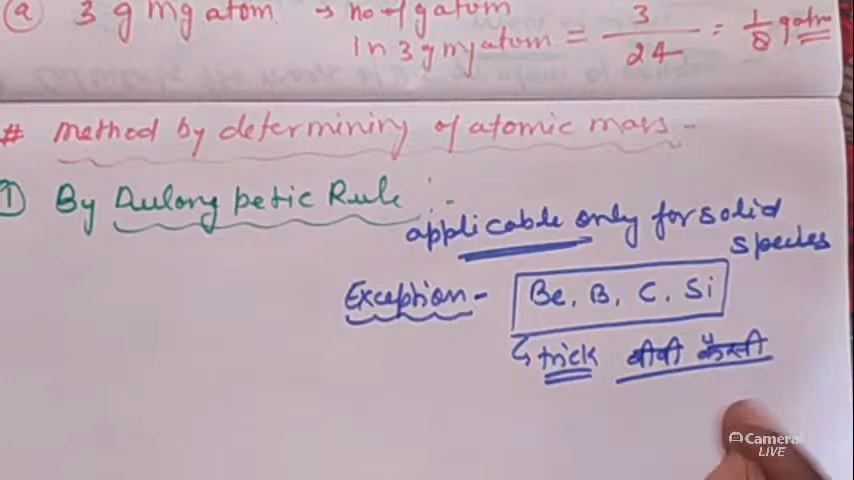 (a) 3 g mg atom → no of g atom
in 3 g mg atom = 3/24 = 1/8 g atm
# Method by determining of atomic mass -
① By Dulong petic Rule :-
applicable only for solid
species
Exception - Be, B, C, Si
↳ trick बीवी
CameraI
LIVE